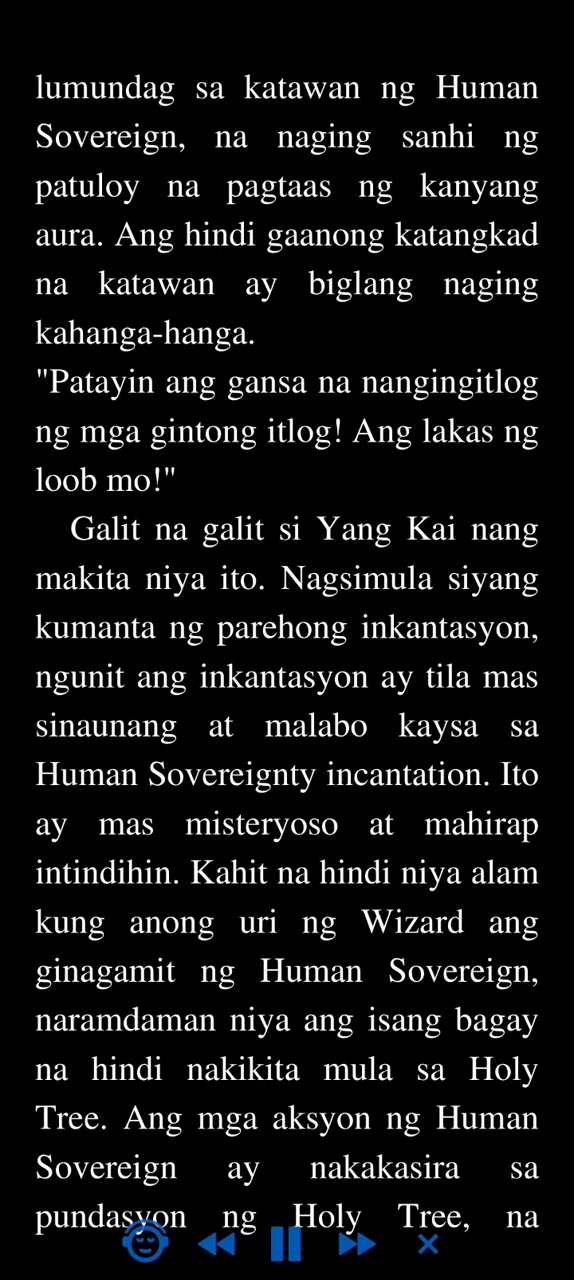 lumundag sa katawan ng Human
Sovereign, na naging sanhi ng
patuloy na pagtaas ng kanyang
aura. Ang hindi gaanong katangkad
na katawan ay biglang naging
kahanga-hanga.
"Patayin ang gansa na nangingitlog
ng mga gintong itlog! Ang lakas ng
loob mo!"
Galit na galit si Yang Kai nang
makita niya ito. Nagsimula siyang
kumanta ng parehong inkantasyon,
ngunit ang inkantasyon ay tila mas
sinaunang at malabo kaysa sa
Human Sovereignty incantation. Ito
ay mas misteryoso at mahirap
intindihin. Kahit na hindi niya alam
kung anong uri ng Wizard ang
ginagamit ng Human Sovereign,
naramdaman niya ang isang bagay
na hindi nakikita mula sa Holy
Tree. Ang mga aksyon ng Human
Sovereign ay nakakasira sa
pundasyon ng Holy Tree, na